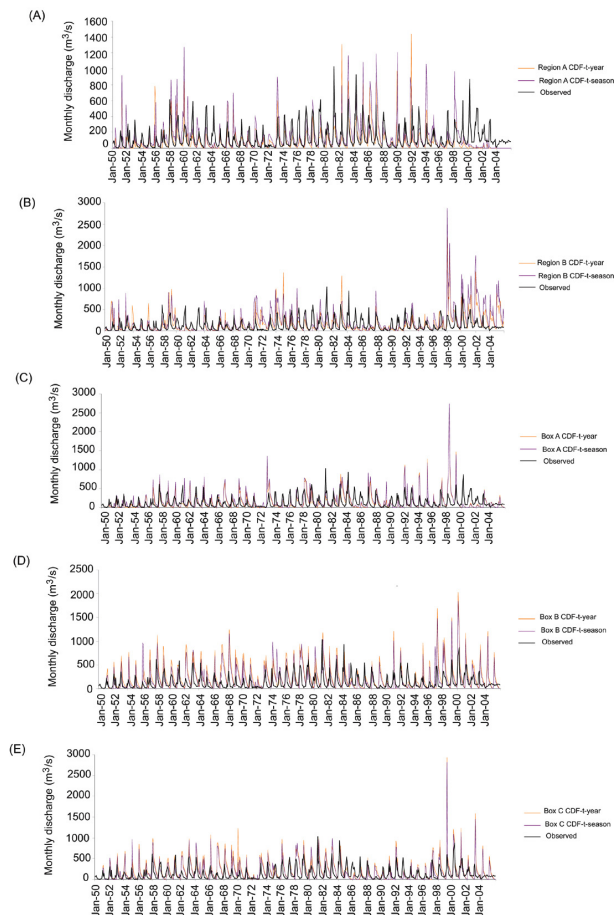 (A)
Monthly discharge (m³/s)
1600
1400
1200
1000
800
600
400
200
0
Region A CDF-t-year
Region A CDF-t-season
Observed
Jan-50 Jan-52 Jan-54 Jan-56 Jan-58 Jan-60 Jan-62 Jan-64 Jan-66 Jan-68 Jan-70 Jan-72 Jan-74 Jan-76 Jan-78 Jan-80 Jan-82 Jan-84 Jan-86 Jan-88 Jan-90 Jan-92 Jan-94 Jan-96 Jan-98 Jan-00 Jan-02 Jan-04
(B)
Monthly discharge (m³/s)
3000
2500
2000
1500
1000
500
0
Region B CDF-t-year
Region B CDF-t-season
Observed
Jan-50 Jan-52 Jan-54 Jan-56 Jan-58 Jan-60 Jan-62 Jan-64 Jan-66 Jan-68 Jan-70 Jan-72 Jan-74 Jan-76 Jan-78 Jan-80 Jan-82 Jan-84 Jan-86 Jan-88 Jan-90 Jan-92 Jan-94 Jan-96 Jan-98 Jan-00 Jan-02 Jan-04
(C)
Monthly discharge (m³/s)
3000
2500
2000
1500
1000
500
0
Box A CDF-t-year
Box A CDF-t-season
Observed
Jan-50 Jan-52 Jan-54 Jan-56 Jan-58 Jan-60 Jan-62 Jan-64 Jan-66 Jan-68 Jan-70 Jan-72 Jan-74 Jan-76 Jan-78 Jan-80 Jan-82 Jan-84 Jan-86 Jan-88 Jan-90 Jan-92 Jan-94 Jan-96 Jan-98 Jan-00 Jan-02 Jan-04
(D)
Monthly discharge (m³/s)
2500
2000
1500
1000
500
0
Box B CDF-t-year
Box B CDF-t-season
Observed
Jan-50 Jan-52 Jan-54 Jan-56 Jan-58 Jan-60 Jan-62 Jan-64 Jan-66 Jan-68 Jan-70 Jan-72 Jan-74 Jan-76 Jan-78 Jan-80 Jan-82 Jan-84 Jan-86 Jan-88 Jan-90 Jan-92 Jan-94 Jan-96 Jan-98 Jan-00 Jan-02 Jan-04
(E)
Monthly discharge (m³/s)
3000
2500
2000
1500
1000
500
0
Box C CDF-t-year
Box C CDF-t-season
Observed
Jan-50 Jan-52 Jan-54 Jan-56 Jan-58 Jan-60 Jan-62 Jan-64 Jan-66 Jan-68 Jan-70 Jan-72 Jan-74 Jan-76 Jan-78 Jan-80 Jan-82 Jan-84 Jan-86 Jan-88 Jan-90 Jan-92 Jan-94 Jan-96 Jan-98 Jan-00 Jan-02 Jan-04